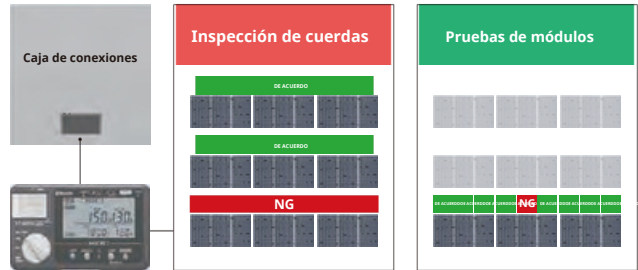 Caja de conexiones
Inspección de cuerdas
DE ACUERDO
DE ACUERDO
NG
Pruebas de módulos
NG